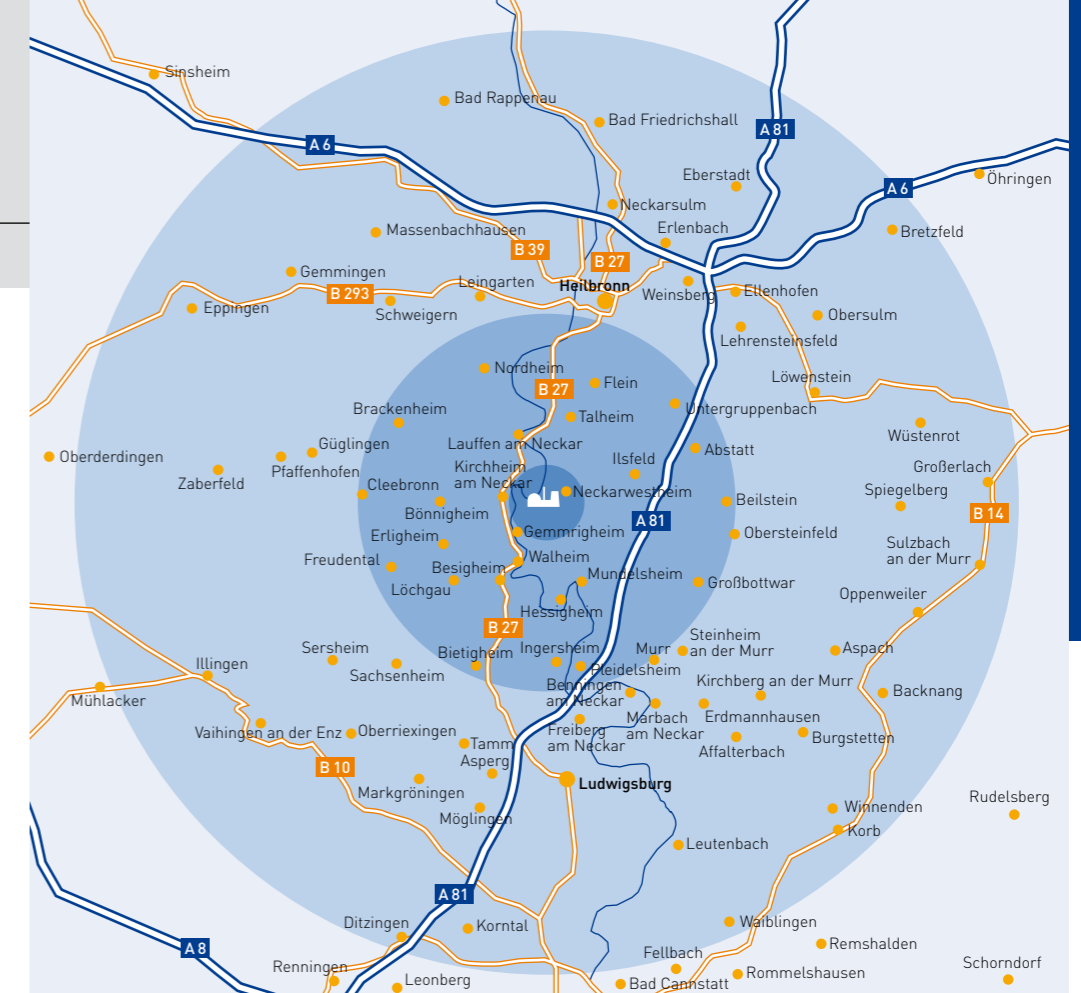 Sinsheim
Bad Rappenau
Bad Friedrichshall
A 81
A 6
Eberstadt
Öhringen
A 6
Neckarsulm
Massenbachhausen
Erlenbach
Bretzfeld
B 39
B 27
Gemmingen
Leingarten
Heilbronn
Weinsberg
Ellenhofen
B 293
Eppingen
Schweigern
Obersulm
Lehrensteinsfeld
Nordheim
Flein
Löwenstein
B 27
Brackenheim
Talheim
Untergruppenbach
Wüstenrot
Oberderdingen
Güglingen
Lauffen am Neckar
Abstatt
Pfaffenhofen
Kirchheim
am Neckar
Ilsfeld
Großerlach
Zaberfeld
Cleebronn
Neckarwestheim
Spiegelberg
Bönnigheim
Beilstein
B 14
A 81
Erligheim
Gemmrigheim
Obersteinfeld
Sulzbach
an der Murr
Freudental
Besigheim
Walheim
Mundelsheim
Großbottwar
Löchgau
Oppenweiler
Hessigheim
B 27
Steinheim
an der Murr
Sersheim
Bietigheim
Ingersheim
Murr
Aspach
Illingen
Sachsenheim
Pleidelsheim
Mühlacker
Benningen
am Neckar
Kirchberg an der Murr
Backnang
Vaihingen an der Enz
Oberriexingen
Freiberg
am Neckar
Marbach
am Neckar
Erdmannhausen
Burgstetten
Tamm
Affalterbach
Asperg
B 10
Markgröningen
Ludwigsburg
Rudelsberg
Möglingen
Winnenden
Korb
Leutenbach
A 81
Ditzingen
Korntal
Waiblingen
A 8
Remshalden
Fellbach
Renningen
Schorndorf
Leonberg
Bad Cannstatt
Rommelshausen